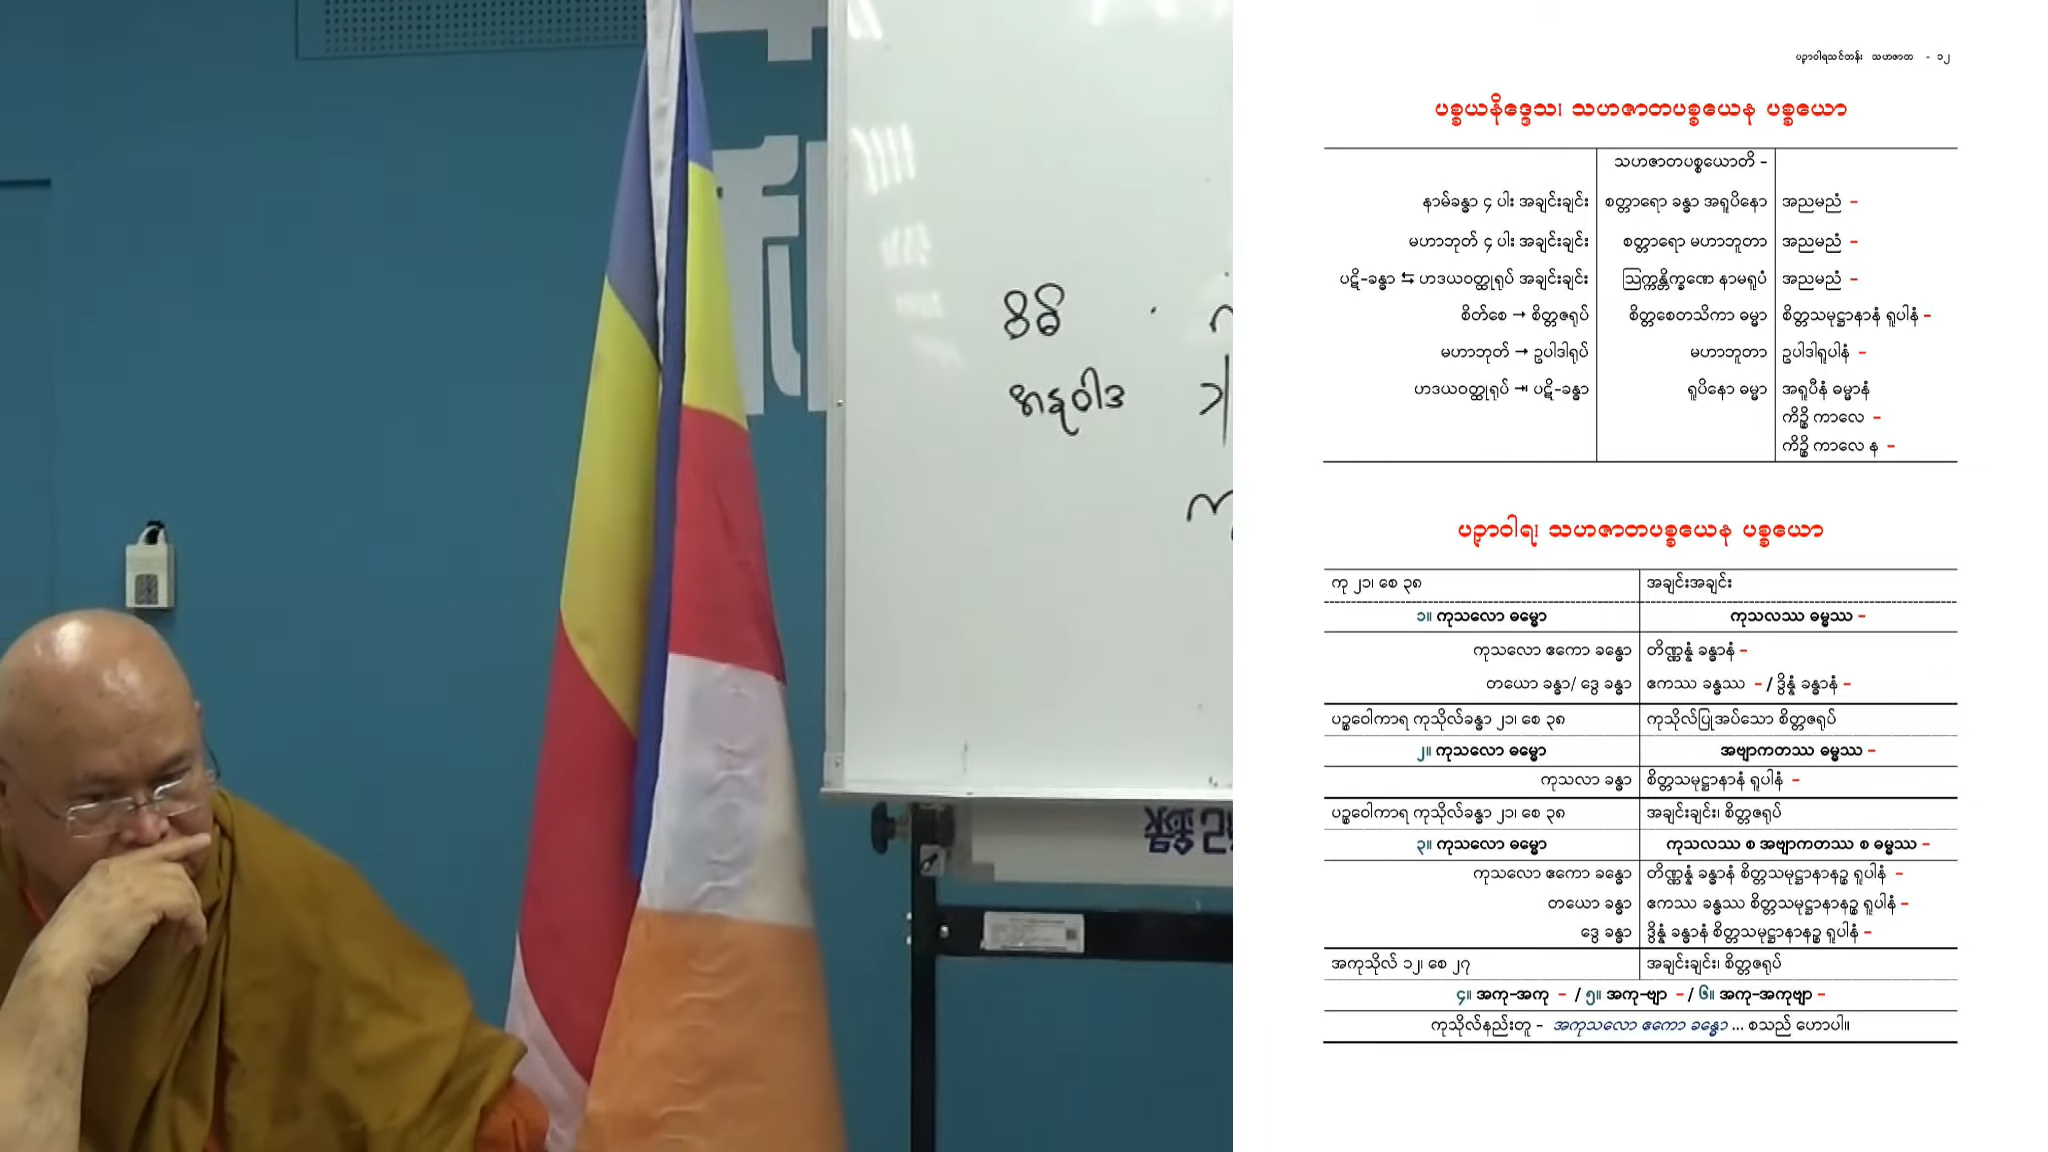 ဝိဓိ
အနုဝါဒ
ပဉှာဝါရသင်တန်း သဟဇာတ - ၁၂
ပစ္စယနိဒ္ဒေသ၊ သဟဇာတပစ္စယေန ပစ္စယော
သဟဇာတပစ္စယောတိ -
နာမ်ခန္ဓာ ၄ ပါး အချင်းချင်း စတ္တာရော ခန္ဓာ အရူပိနော အညမညံ -
မဟာဘုတ် ၄ ပါး အချင်းချင်း စတ္တာရော မဟာဘူတာ အညမညံ -
ပဋိ-ခန္ဓာ ⇆ ဟဒယဝတ္ထုရုပ် အချင်းချင်း ဩက္ကန္တိက္ခဏေ နာမရူပံ အညမညံ -
စိတ်စေ → စိတ္တဇရုပ် စိတ္တစေတသိကာ ဓမ္မာ စိတ္တသမုဋ္ဌာနာနံ ရူပါနံ -
မဟာဘုတ် → ဥပါဒါရုပ် မဟာဘူတာ ဥပါဒါရူပါနံ -
ဟဒယဝတ္ထုရုပ် → ပဋိ-ခန္ဓာ ရူပိနော ဓမ္မာ အရူပီနံ ဓမ္မာနံ
ကိဉ္စိ ကာလေ -
ကိဉ္စိ ကာလေ န -
ပဉှာဝါရ၊ သဟဇာတပစ္စယေန ပစ္စယော
ကု ၂၁၊ စေ ၃၈ အချင်းအချင်း
၁။ ကုသလော ဓမ္မော ကုသလဿ ဓမ္မဿ -
ကုသလော ဧကော ခန္ဓော တိဏ္ဏန္နံ ခန္ဓာနံ -
တယော ခန္ဓာ/ ဒွေ ခန္ဓာ ဧကဿ ခန္ဓဿ - / ဒွိန္နံ ခန္ဓာနံ -
ပဉ္စဝေါကာရ ကုသိုလ်ခန္ဓာ ၂၁၊ စေ ၃၈ ကုသိုလ်ပြုအပ်သော စိတ္တဇရုပ်
၂။ ကုသလော ဓမ္မော အဗျာကတဿ ဓမ္မဿ -
ကုသလာ ခန္ဓာ စိတ္တသမုဋ္ဌာနာနံ ရူပါနံ -
ပဉ္စဝေါကာရ ကုသိုလ်ခန္ဓာ ၂၁၊ စေ ၃၈ အချင်းချင်း၊ စိတ္တဇရုပ်
၃။ ကုသလော ဓမ္မော ကုသလဿ စ အဗျာကတဿ စ ဓမ္မဿ -
ကုသလော ဧကော ခန္ဓော တိဏ္ဏန္နံ ခန္ဓာနံ စိတ္တသမုဋ္ဌာနာနဉ္စ ရူပါနံ -
တယော ခန္ဓာ ဧကဿ ခန္ဓဿ စိတ္တသမုဋ္ဌာနာနဉ္စ ရူပါနံ -
ဒွေ ခန္ဓာ ဒွိန္နံ ခန္ဓာနံ စိတ္တသမုဋ္ဌာနာနဉ္စ ရူပါနံ -
အကုသိုလ် ၁၂၊ စေ ၂၇ အချင်းချင်း၊ စိတ္တဇရုပ်
၄။ အကု-အကု - / ၅။ အကု-ဗျာ - / ၆။ အကု-အကုဗျာ -
ကုသိုလ်နည်းတူ - အကုသလော ဧကော ခန္ဓော ... စသည် ဟောပါ။